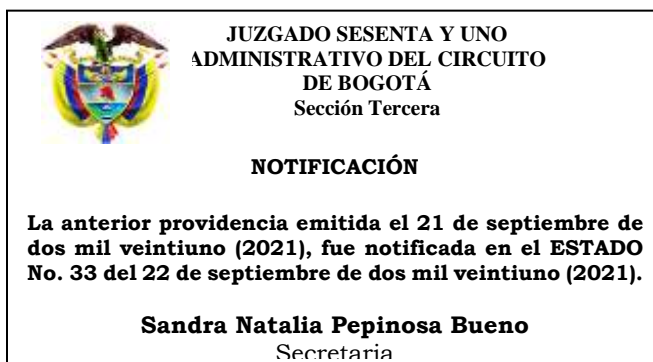 JUZGADO SESENTA Y UNO
ADMINISTRATIVO DEL CIRCUITO
DE BOGOTÁ
Sección Tercera
NOTIFICACIÓN
La anterior providencia emitida el 21 de septiembre de
dos mil veintiuno (2021), fue notificada en el ESTADO
No. 33 del 22 de septiembre de dos mil veintiuno (2021).
Sandra Natalia Pepinosa Bueno
Secretaria